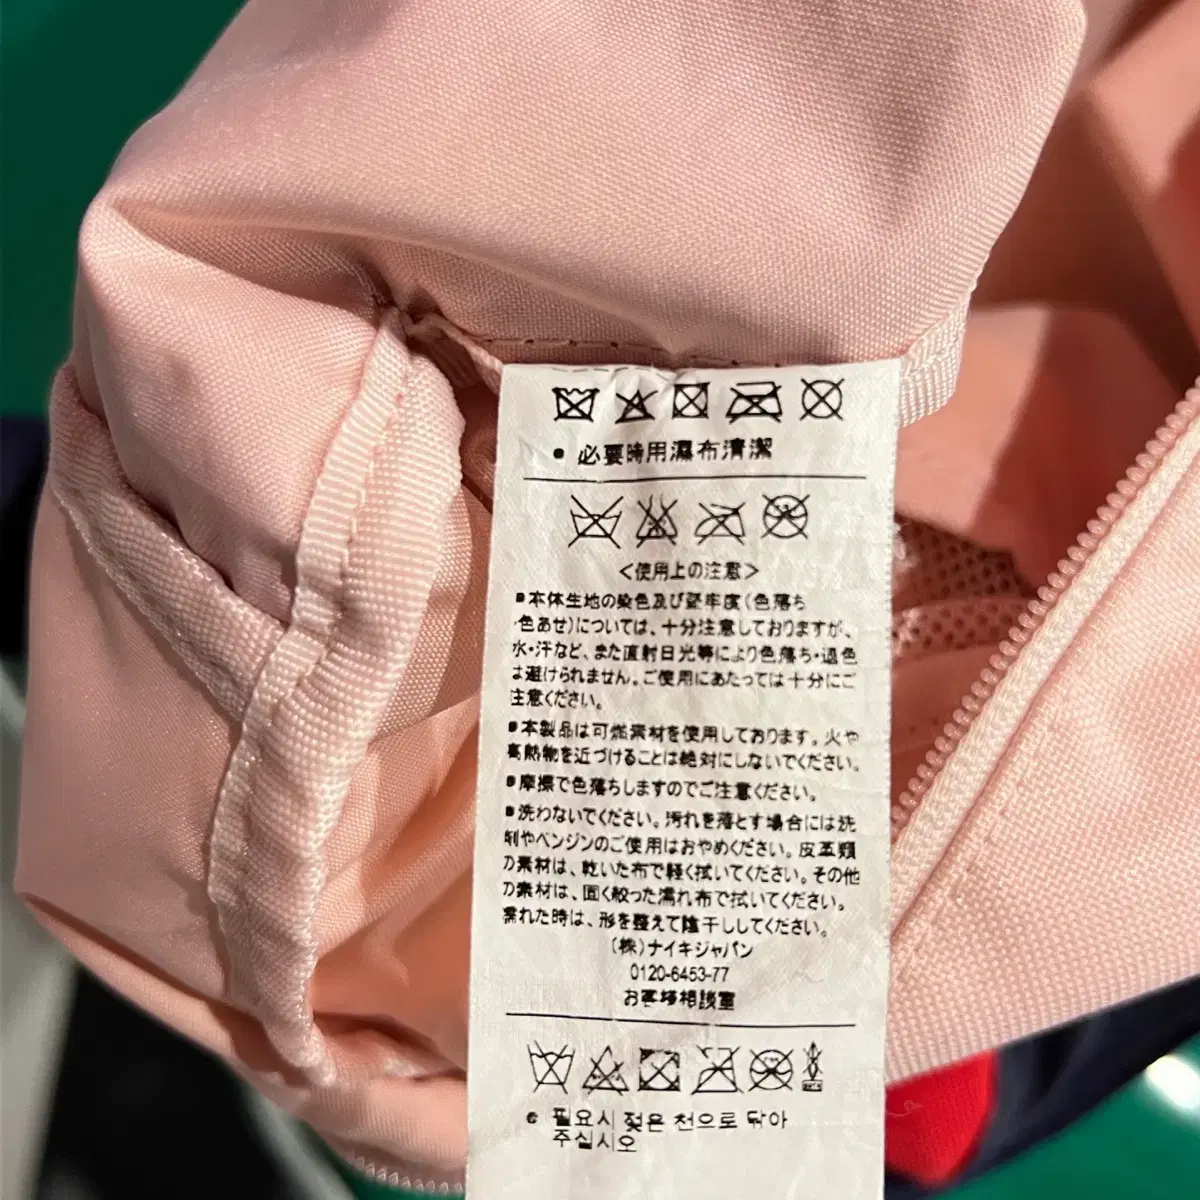 • 必要時用濕布清潔
<使用上の注意>
■本体生地の染色及び堅牢度(色落ち
・色あせ)については、十分注意しておりますが、
水・汗など、また直射日光等により色落ち・退色
は避けられません。ご使用にあたっては十分にご
注意ください。
■本製品は可燃素材を使用しております。火や
高熱物を近づけることは絶対にしないでください。
■摩擦で色落ちしますのでご注意ください。
■洗わないでください。汚れを落とす場合には洗
剤やベンジンのご使用はおやめください。皮革類
の素材は、乾いた布で軽く拭いてください。その他
の素材は、固く絞った濡れ布で拭いてください。
濡れた時は、形を整えて陰干ししてください。
(株)ナイキジャパン
0120-6453-77
お客様相談室
• 필요시 젖은 천으로 닦아
주십시오